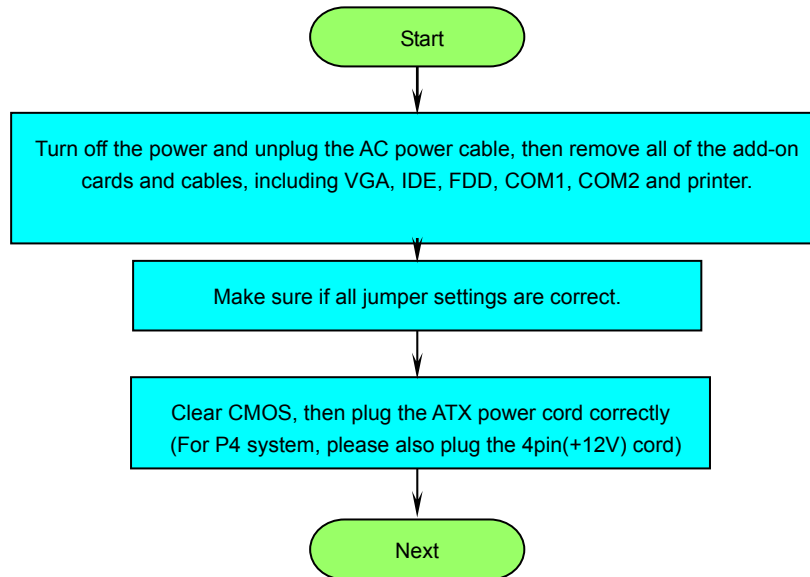 Start
Turn off the power and unplug the AC power cable, then remove all of the add-on
cards and cables, including VGA, IDE, FDD, COM1, COM2 and printer.
Make sure if all jumper settings are correct.
Clear CMOS, then plug the ATX power cord correctly
(For P4 system, please also plug the 4pin(+12V) cord)
Next